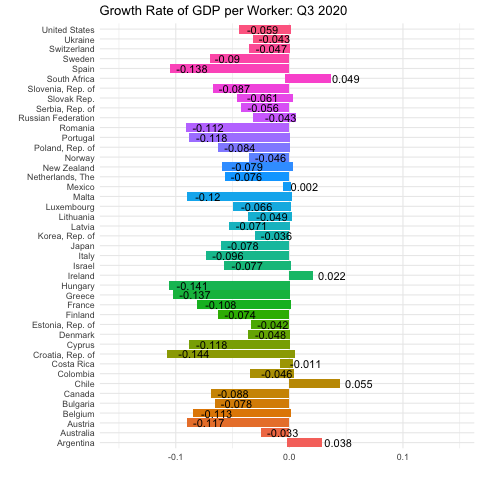 Growth Rate of GDP per Worker: Q3 2020
United States -0.059
Ukraine -0.043
Switzerland -0.047
Sweden -0.09
Spain -0.138
South Africa 0.049
Slovenia, Rep. of -0.087
Slovak Rep. -0.061
Serbia, Rep. of -0.056
Russian Federation -0.043
Romania -0.112
Portugal -0.118
Poland, Rep. of -0.084
Norway -0.046
New Zealand -0.079
Netherlands, The -0.076
Mexico 0.002
Malta -0.12
Luxembourg -0.066
Lithuania -0.049
Latvia -0.071
Korea, Rep. of -0.036
Japan -0.078
Italy -0.096
Israel -0.077
Ireland 0.022
Hungary -0.141
Greece -0.137
France -0.108
Finland -0.074
Estonia, Rep. of -0.042
Denmark -0.048
Cyprus -0.118
Croatia, Rep. of -0.144
Costa Rica -0.011
Colombia -0.046
Chile 0.055
Canada -0.088
Bulgaria -0.078
Belgium -0.113
Austria -0.117
Australia -0.033
Argentina 0.038
-0.1 0.0 0.1